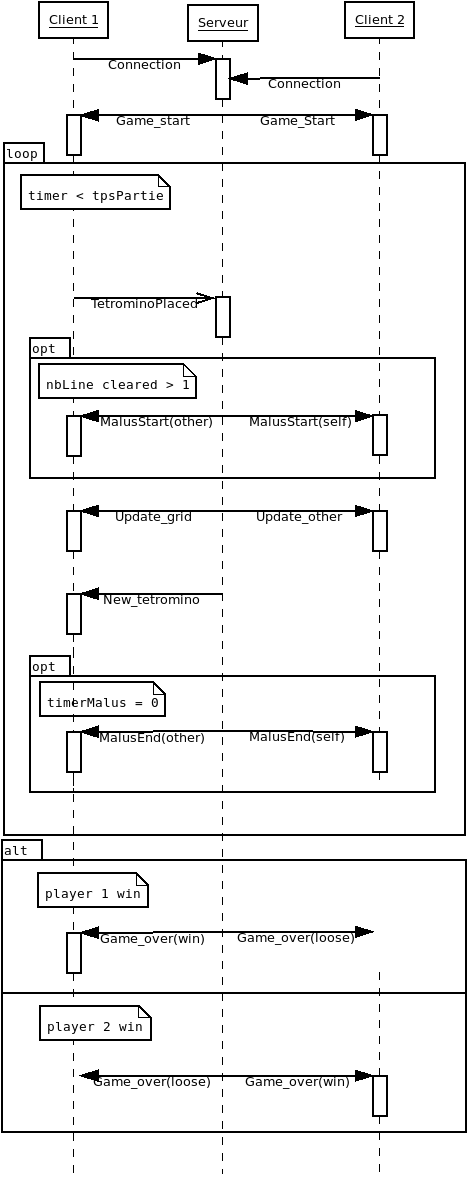 Client 1
Serveur
Client 2
Connection
Connection
Game_start
Game_Start
loop
timer < tpsPartie
TetrominoPlaced
opt
nbLine cleared > 1
MalusStart(other)
MalusStart(self)
Update_grid
Update_other
New_tetromino
opt
timerMalus = 0
MalusEnd(other)
MalusEnd(self)
alt
player 1 win
Game_over(win)
Game_over(loose)
player 2 win
Game_over(loose)
Game_over(win)